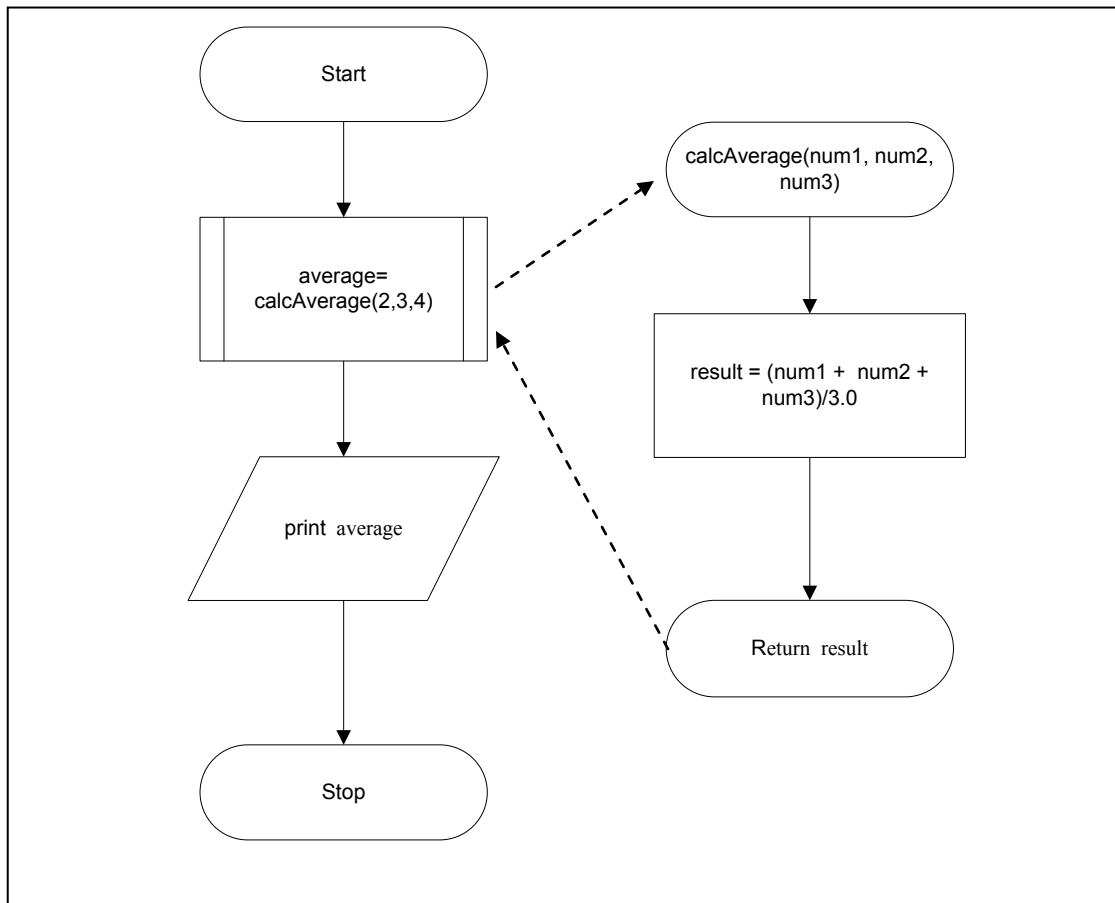 Start
average=
calcAverage(2,3,4)
print average
Stop
calcAverage(num1, num2,
num3)
result = (num1 + num2 +
num3)/3.0
Return result